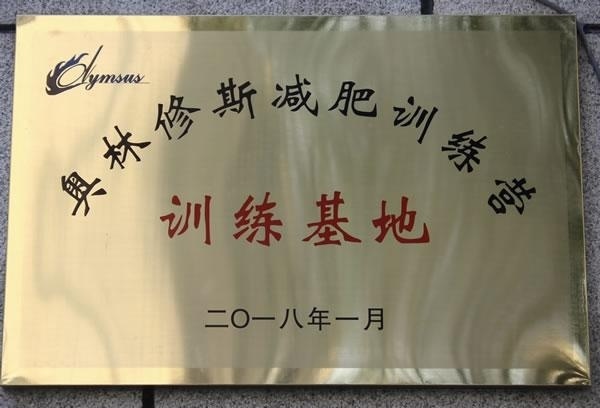 Olymsus
奥林修斯减肥训练营
训练基地
二〇一八年一月